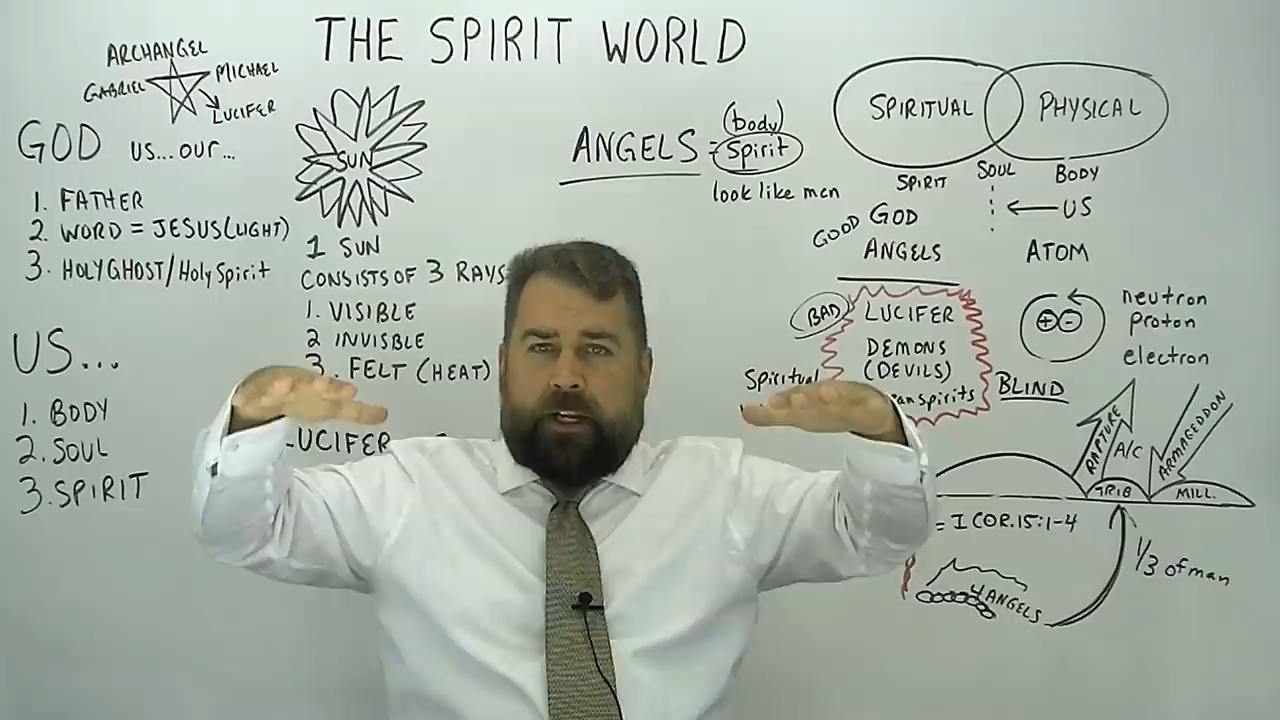 THE SPIRIT WORLD
ARCHANGEL
GABRIEL
MICHAEL
LUCIFER
GOD US...OUR...
1. FATHER
2. WORD = JESUS(LIGHT)
3. HOLY GHOST/Holy Spirit
US...
1. BODY
2. SOUL
3. SPIRIT
SUN
1 SUN
CONSISTS OF 3 RAYS
1. VISIBLE
2 INVISBLE
3. FELT (HEAT)
LUCIFER
(body)
ANGELS = Spirit
look like men
SPIRITUAL
PHYSICAL
SPIRIT
SOUL
BODY
GOOD GOD
ANGELS
← US
ATOM
BAD
LUCIFER
DEMONS
(DEVILS)
Spirits
Spiritual
BLIND
+ -
neutron
proton
electron
RAPTURE
A/C
ARMAGEDDON
TRIB
MILL.
= I COR.15:1-4
4 ANGELS
1/3 of man